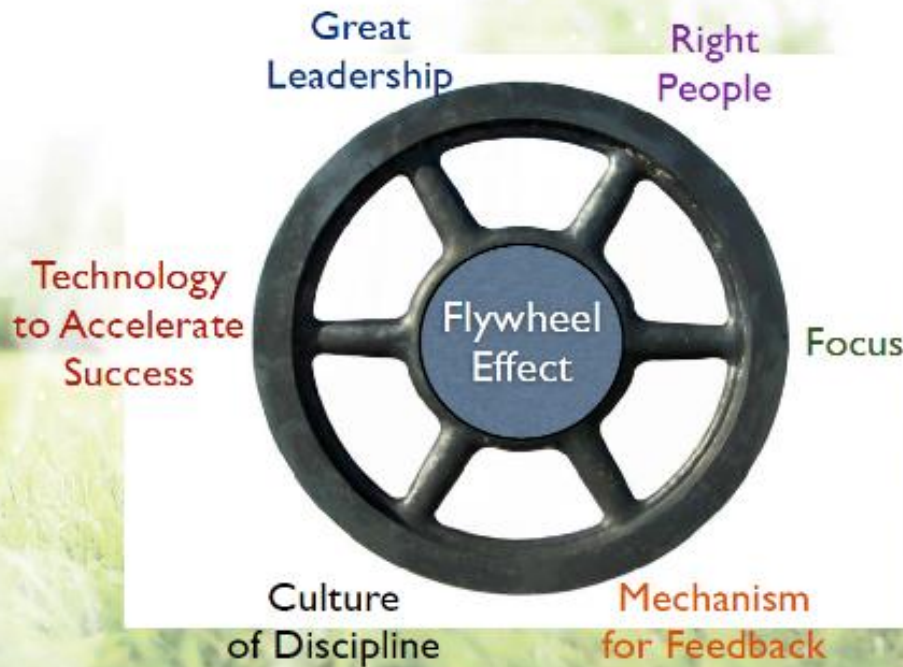 Great
Leadership
Right
People
Technology
to Accelerate
Success
Flywheel
Effect
Focus
Culture
of Discipline
Mechanism
for Feedback